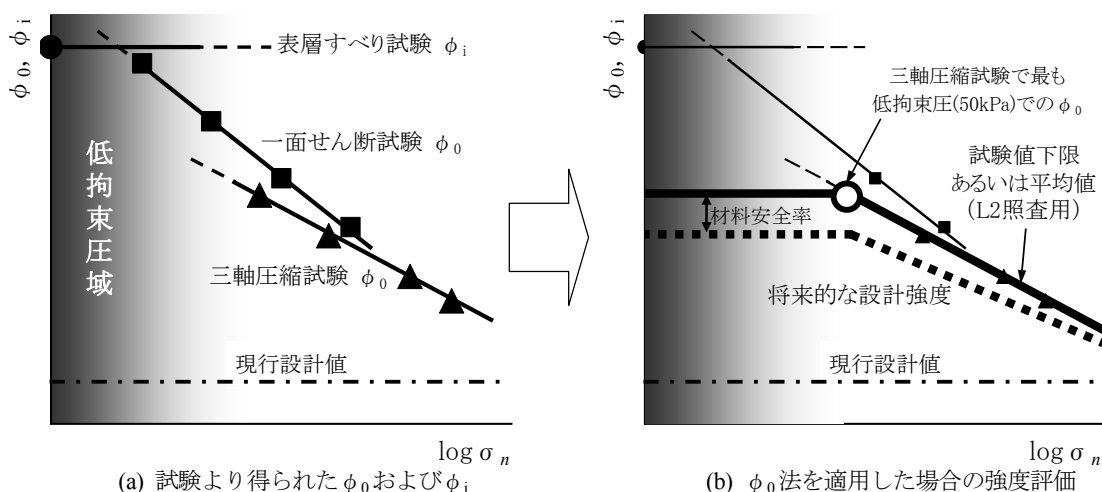 φ0, φi
表層すべり試験 φi
一面せん断試験 φ0
低拘束圧域
三軸圧縮試験 φ0
現行設計値
log σn
(a) 試験より得られたφ0およびφi
φ0, φi
三軸圧縮試験で最も
低拘束圧(50kPa)でのφ0
試験値下限
あるいは平均値
(L2照査用)
材料安全率
将来的な設計強度
現行設計値
log σn
(b) φ0法を適用した場合の強度評価